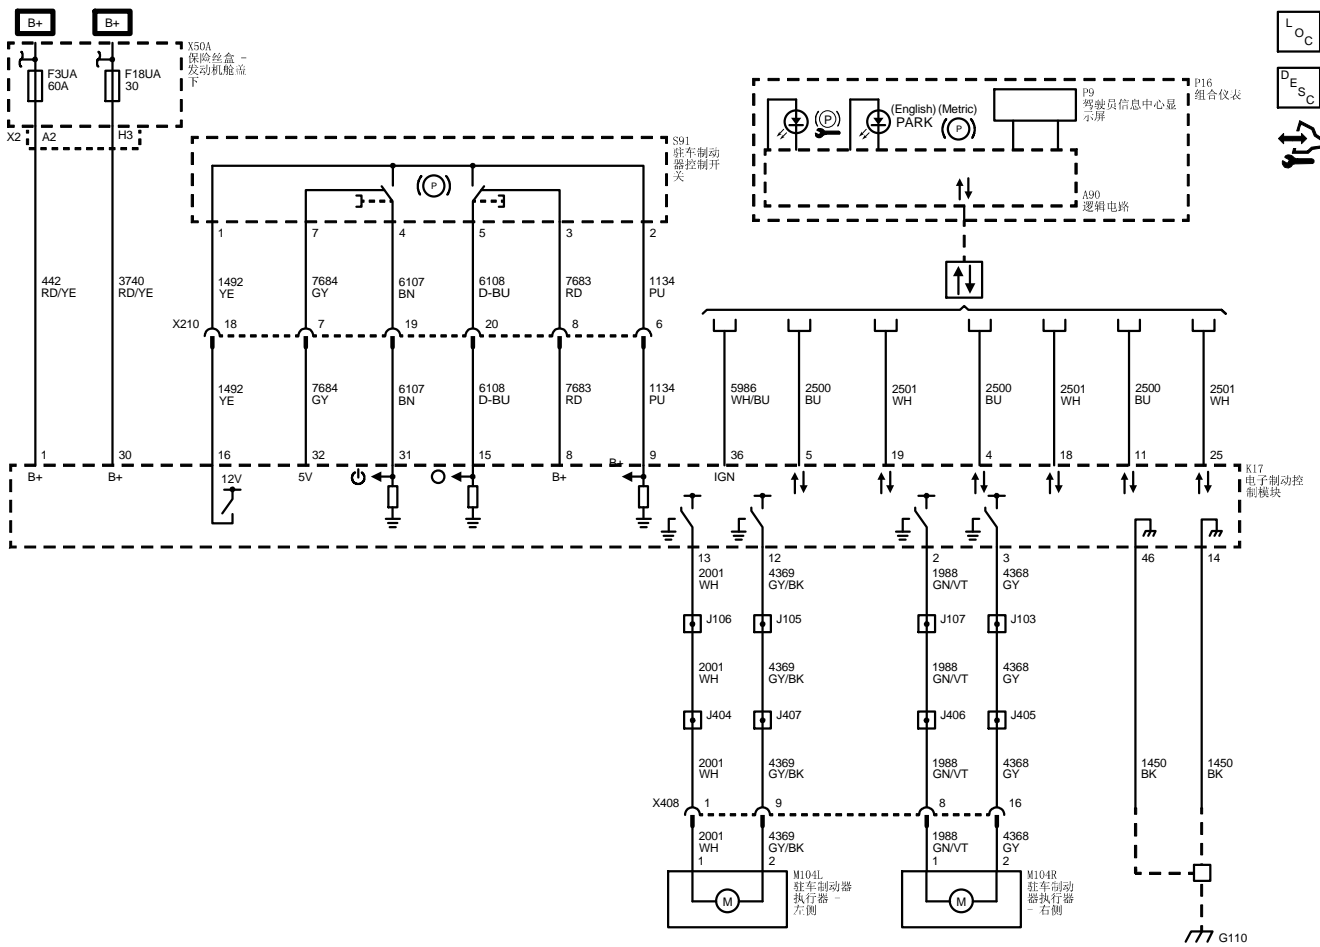 B+
B+
L
O
C
D
E
S
C
X50A
保险丝盒 -
发动机舱盖
下
F3UA
60A
F18UA
30
X2
A2
H3
P16
组合仪表
P9
驾驶员信息中心显
示屏
(P)
(English) (Metric)
PARK
(P)
A90
逻辑电路
S91
驻车制动
器控制开
关
(P)
1
7
4
5
3
2
442
RD/YE
3740
RD/YE
1492
YE
7684
GY
6107
BN
6108
D-BU
7683
RD
1134
PU
X210
18
7
19
20
8
6
1492
YE
7684
GY
6107
BN
6108
D-BU
7683
RD
1134
PU
5986
WH/BU
2500
BU
2501
WH
2500
BU
2501
WH
2500
BU
2501
WH
1
30
16
32
31
15
8
9
36
5
19
4
18
11
25
B+
B+
12V
5V
B+
B+
IGN
K17
电子制动控
制模块
13
12
2
3
46
14
2001
WH
4369
GY/BK
1988
GN/VT
4368
GY
J106
J105
J107
J103
2001
WH
4369
GY/BK
1988
GN/VT
4368
GY
J404
J407
J406
J405
2001
WH
4369
GY/BK
1988
GN/VT
4368
GY
1450
BK
1450
BK
X408
1
9
8
16
2001
WH
4369
GY/BK
1988
GN/VT
4368
GY
1
2
1
2
M
M104L
驻车制动器
执行器 -
左侧
M
M104R
驻车制动
器执行器
- 右侧
G110